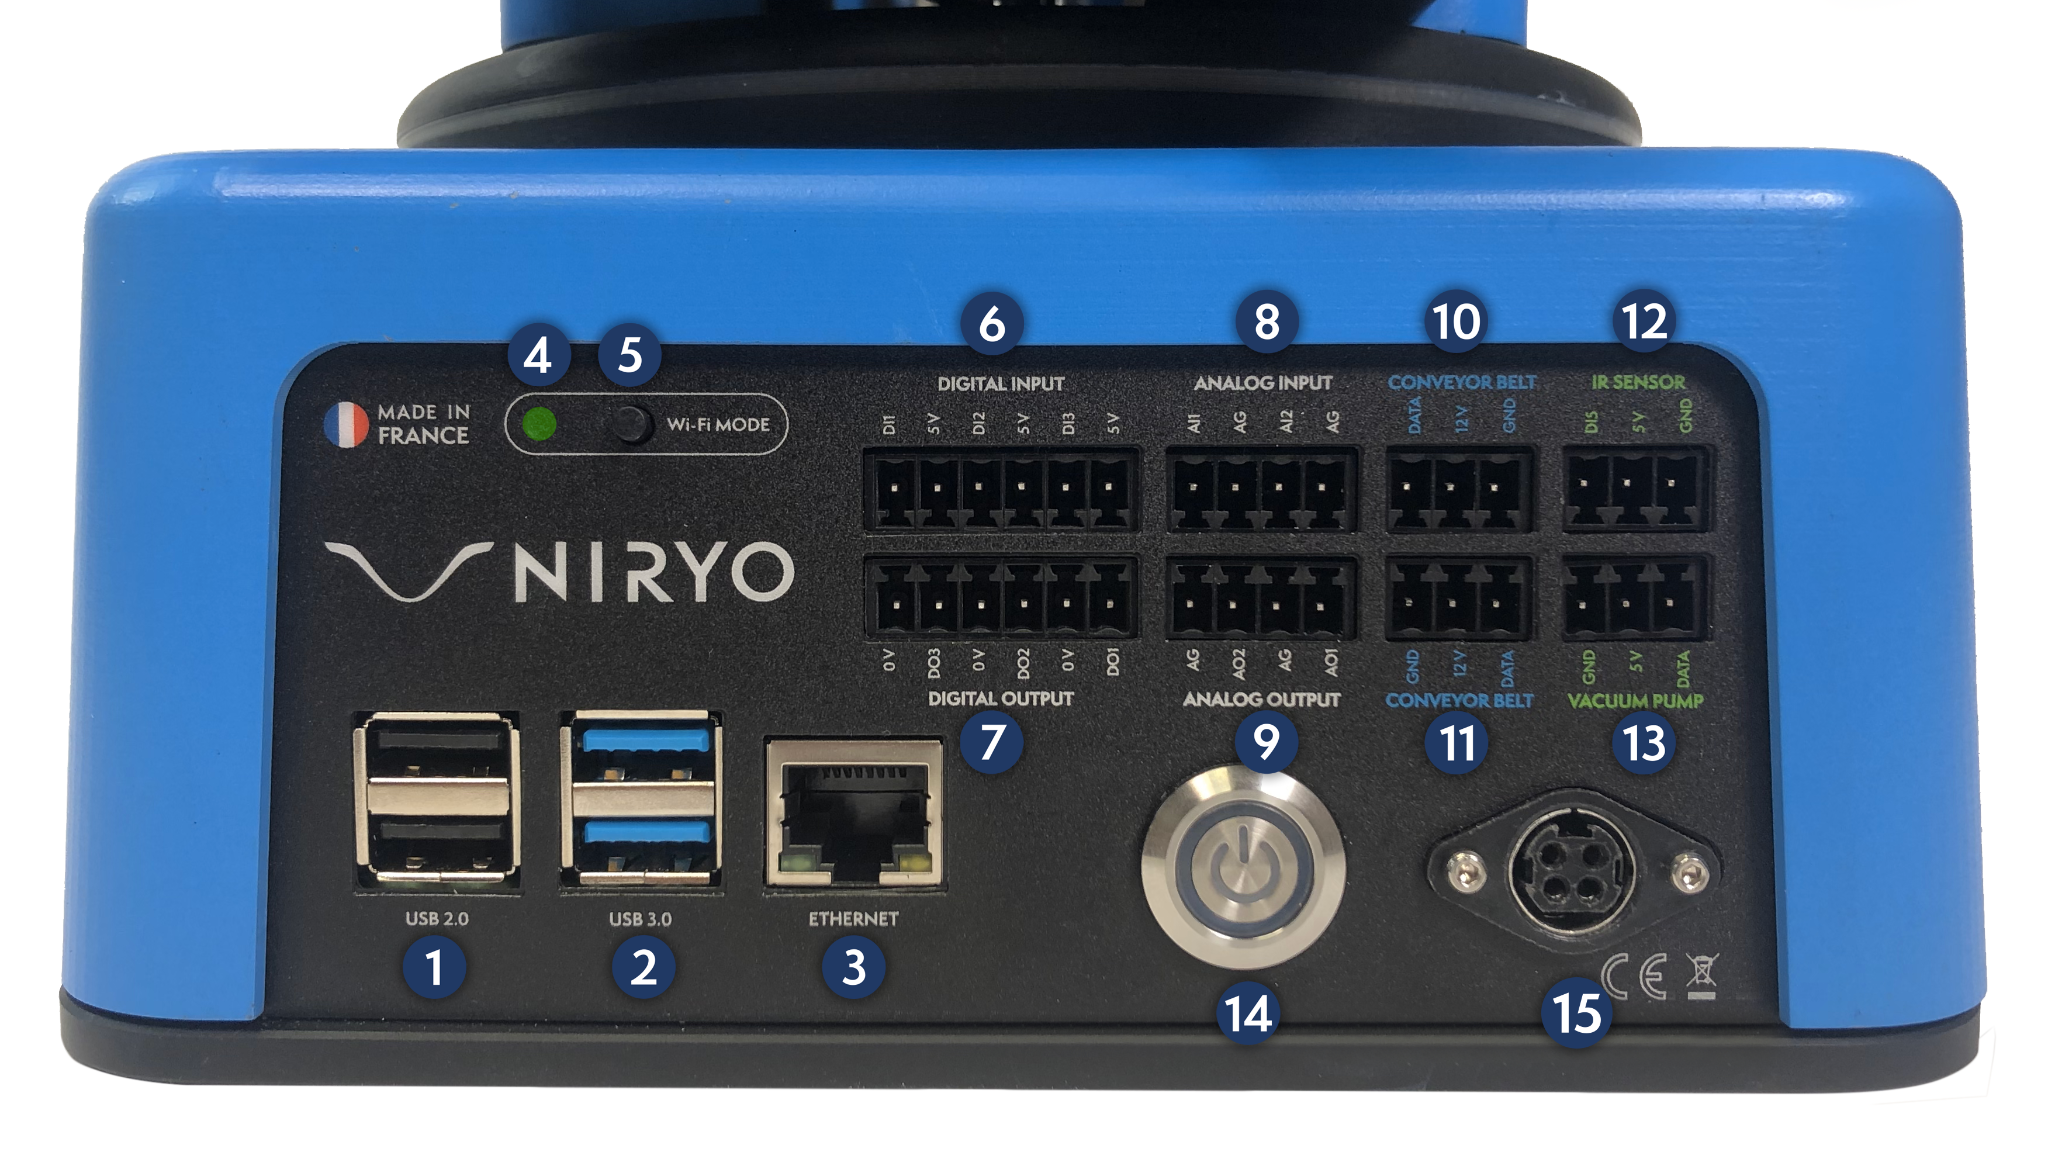 6
8
10
12
4
5
DIGITAL INPUT
ANALOG INPUT
CONVEYOR BELT
IR SENSOR
MADE IN
FRANCE
Wi-Fi MODE
DI1 5V DI2 5V DI3 5V
AI1 AG AI2 AG
DATA 12V GND
DI5 5V GND
NIRYO
0V DO3 0V DO2 0V DO1
AG AO2 AG AO1
GND 12V DATA
GND 5V DATA
DIGITAL OUTPUT
ANALOG OUTPUT
CONVEYOR BELT
VACUUM PUMP
7
9
11
13
USB 2.0
USB 3.0
ETHERNET
1
2
3
CE
14
15